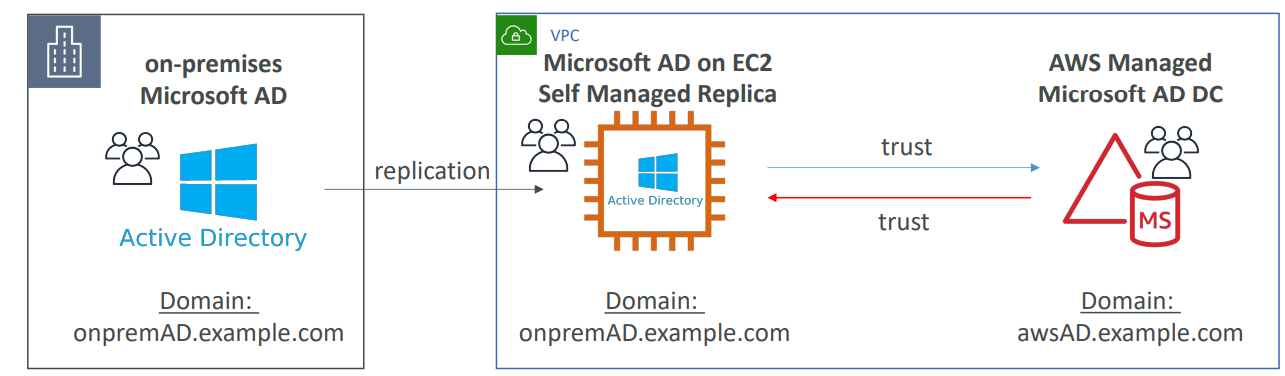 on-premises
Microsoft AD
Active Directory
Domain:
onpremAD.example.com
replication
VPC
Microsoft AD on EC2
Self Managed Replica
Active Directory
Domain:
onpremAD.example.com
trust
trust
AWS Managed
Microsoft AD DC
MS
Domain:
awsAD.example.com